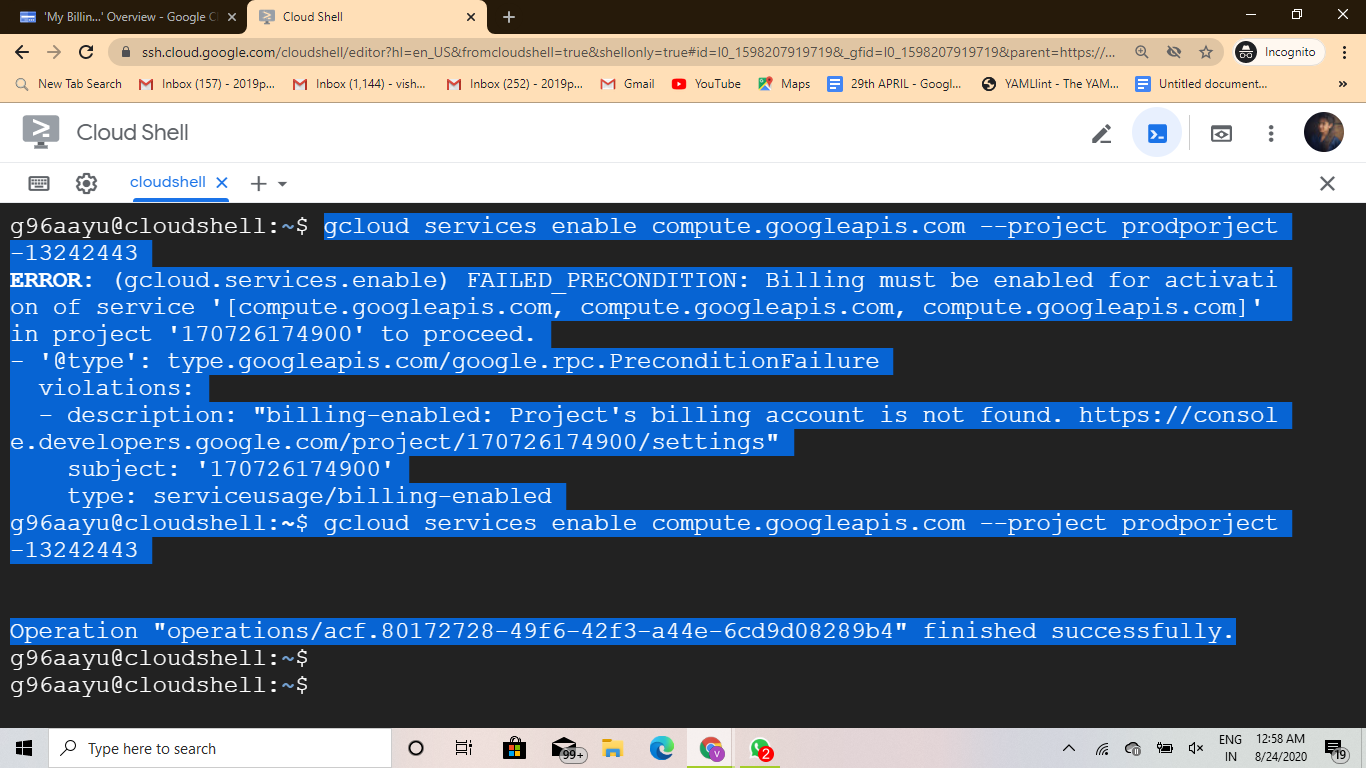 'My Billin...' Overview - Google C
Cloud Shell
ssh.cloud.google.com/cloudshell/editor?hl=en_US&fromcloudshell=true&shellonly=true#id=I0_1598207919719&_gfid=I0_1598207919719&parent=https://...
Incognito
New Tab Search
Inbox (157) - 2019p...
Inbox (1,144) - vish...
Inbox (252) - 2019p...
Gmail
YouTube
Maps
29th APRIL - Googl...
YAMLlint - The YAM...
Untitled document...
»
Cloud Shell
cloudshell
g96aayu@cloudshell:~$ gcloud services enable compute.googleapis.com --project prodporject
-13242443
ERROR: (gcloud.services.enable) FAILED_PRECONDITION: Billing must be enabled for activati
on of service '[compute.googleapis.com, compute.googleapis.com, compute.googleapis.com]'
in project '170726174900' to proceed.
- '@type': type.googleapis.com/google.rpc.PreconditionFailure
violations:
- description: "billing-enabled: Project's billing account is not found. https://consol
e.developers.google.com/project/170726174900/settings"
subject: '170726174900'
type: serviceusage/billing-enabled
g96aayu@cloudshell:~$ gcloud services enable compute.googleapis.com --project prodporject
-13242443
Operation "operations/acf.80172728-49f6-42f3-a44e-6cd9d08289b4" finished successfully.
g96aayu@cloudshell:~$
g96aayu@cloudshell:~$
Type here to search
99+
V
2
ENG
IN
12:58 AM
8/24/2020
19